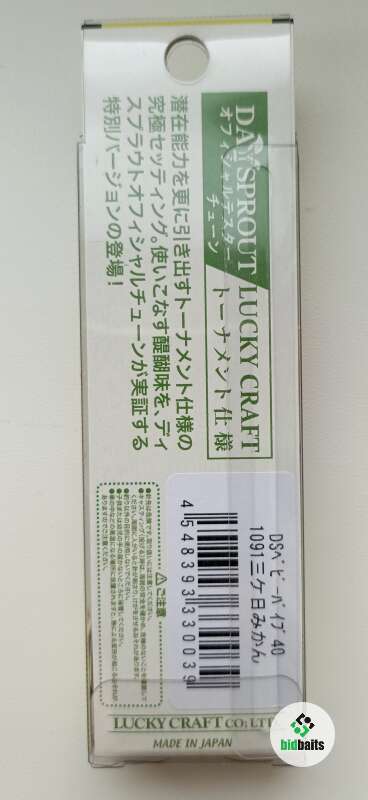 DAYSPROUT LUCKY CRAFT
オフィシャルテスター トーナメント仕様
チューン
潜在能力を更に引き出すトーナメント仕様の
究極セッティング。使いこなす醍醐味を、ディ
スプラウトオフィシャルチューンが実証する
特別バージョンの登場!
DSベビーバイブ40
1091三ケ日みかん
4548393330039
⚠ご注意
LUCKY CRAFT CO; LT
MADE IN JAPAN
bidbaits